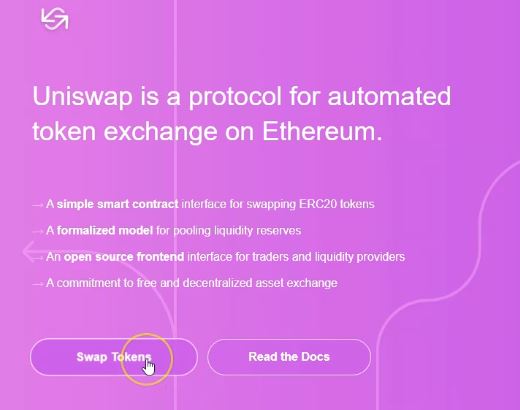 Uniswap is a protocol for automated
token exchange on Ethereum.
→ A simple smart contract interface for swapping ERC20 tokens
→ A formalized model for pooling liquidity reserves
→ An open source frontend interface for traders and liquidity providers
→ A commitment to free and decentralized asset exchange
Swap Tokens
Read the Docs